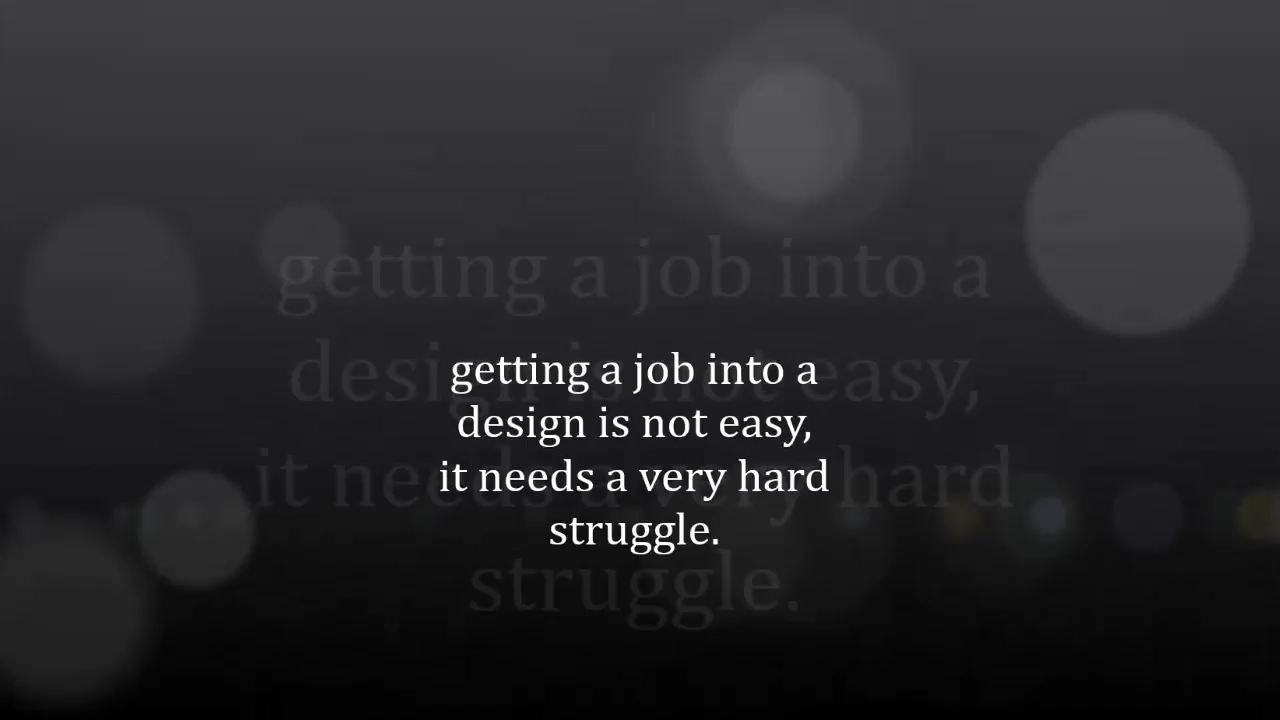 getting a job into a
design is not easy,
it needs a very hard
struggle.